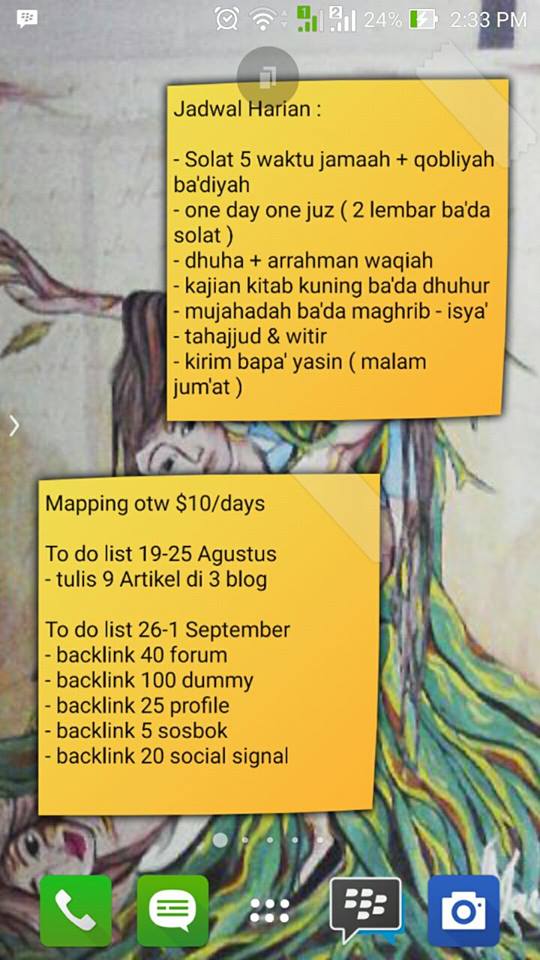 1
2
24%
2:33 PM
Jadwal Harian :
- Solat 5 waktu jamaah + qobliyah
ba'diyah
- one day one juz ( 2 lembar ba'da
solat )
- dhuha + arrahman waqiah
- kajian kitab kuning ba'da dhuhur
- mujahadah ba'da maghrib - isya'
- tahajjud & witir
- kirim bapa' yasin ( malam
jum'at )
Mapping otw $10/days
To do list 19-25 Agustus
- tulis 9 Artikel di 3 blog
To do list 26-1 September
- backlink 40 forum
- backlink 100 dummy
- backlink 25 profile
- backlink 5 sosbok
- backlink 20 social signal